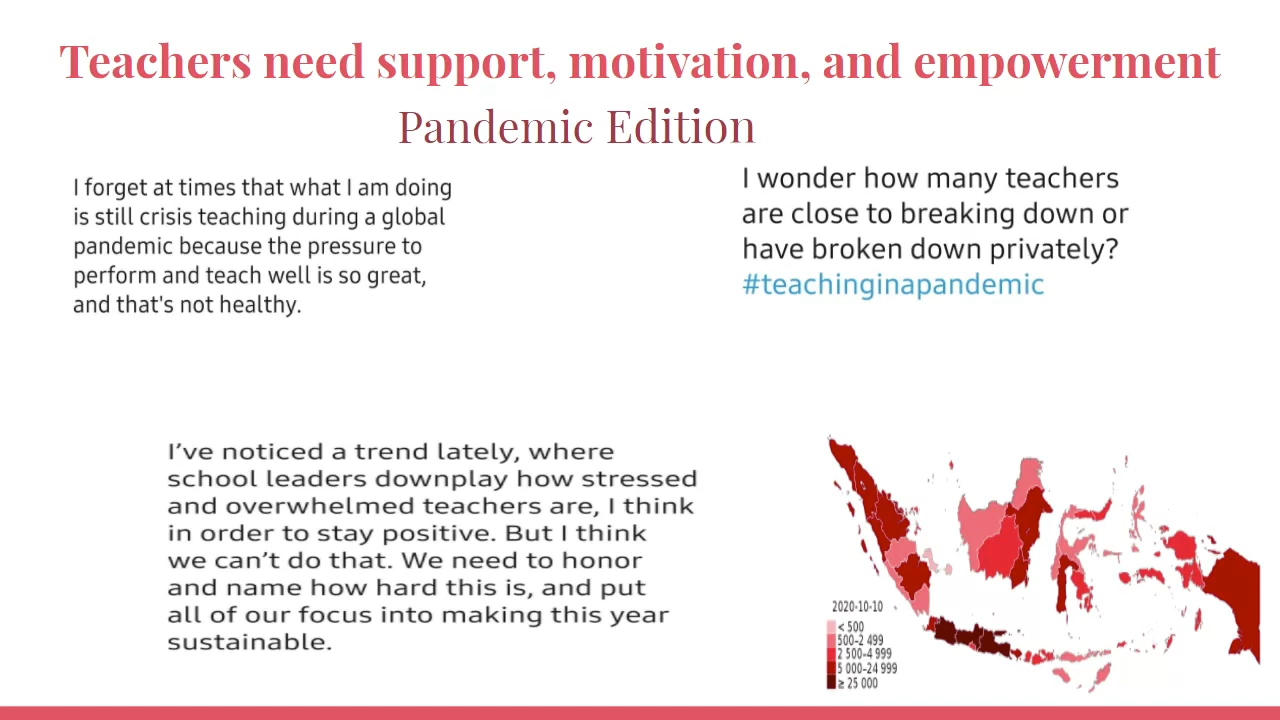 Teachers need support, motivation, and empowerment
Pandemic Edition
I forget at times that what I am doing
is still crisis teaching during a global
pandemic because the pressure to
perform and teach well is so great,
and that's not healthy.
I wonder how many teachers
are close to breaking down or
have broken down privately?
#teachinginapandemic
I've noticed a trend lately, where
school leaders downplay how stressed
and overwhelmed teachers are, I think
in order to stay positive. But I think
we can't do that. We need to honor
and name how hard this is, and put
all of our focus into making this year
sustainable.
2020-10-10
< 500
500–2 499
2 500–4 999
5 000–24 999
≥ 25 000